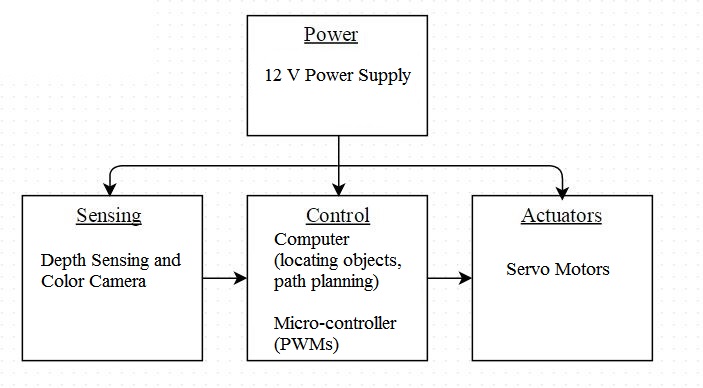 Power
12 V Power Supply
Sensing
Depth Sensing and
Color Camera
Control
Computer
(locating objects,
path planning)
Micro-controller
(PWMs)
Actuators
Servo Motors